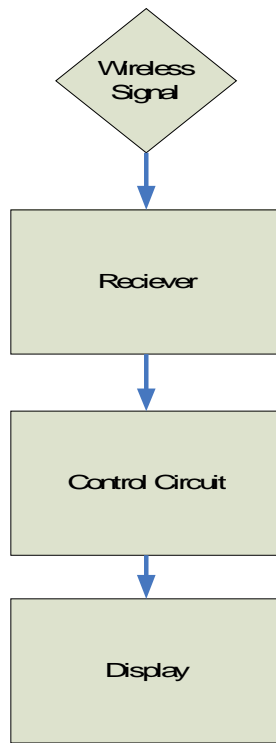 Wireless
Signal
Reciever
Control Circuit
Display